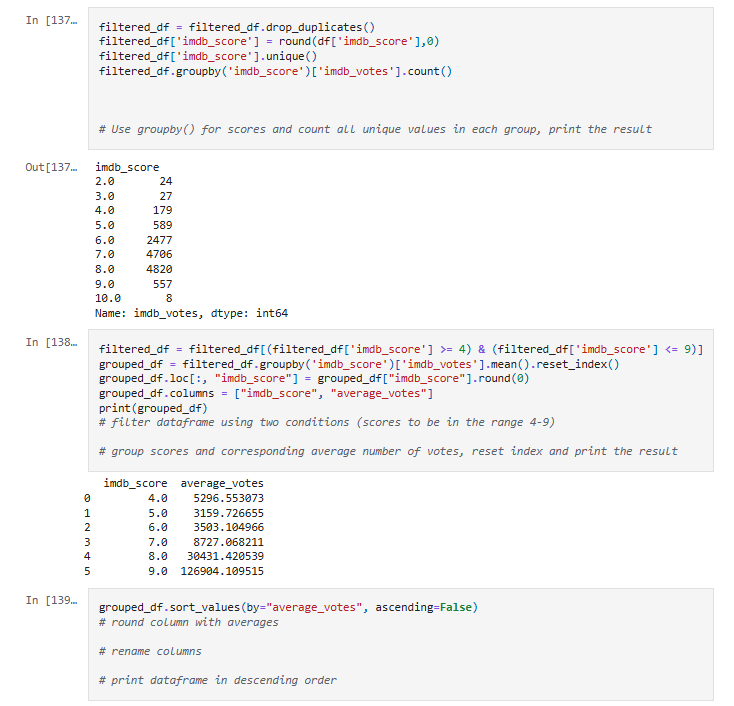 In [137…
filtered_df = filtered_df.drop_duplicates()
filtered_df['imdb_score'] = round(df['imdb_score'],0)
filtered_df['imdb_score'].unique()
filtered_df.groupby('imdb_score')['imdb_votes'].count()
# Use groupby() for scores and count all unique values in each group, print the result
Out[137…
imdb_score
2.0 24
3.0 27
4.0 179
5.0 589
6.0 2477
7.0 4706
8.0 4820
9.0 557
10.0 8
Name: imdb_votes, dtype: int64
In [138…
filtered_df = filtered_df[(filtered_df['imdb_score'] >= 4) & (filtered_df['imdb_score'] <= 9)]
grouped_df = filtered_df.groupby('imdb_score')['imdb_votes'].mean().reset_index()
grouped_df.loc[:, "imdb_score"] = grouped_df["imdb_score"].round(0)
grouped_df.columns = ["imdb_score", "average_votes"]
print(grouped_df)
# filter dataframe using two conditions (scores to be in the range 4-9)
# group scores and corresponding average number of votes, reset index and print the result
imdb_score average_votes
0 4.0 5296.553073
1 5.0 3159.726655
2 6.0 3503.104966
3 7.0 8727.068211
4 8.0 30431.420539
5 9.0 126904.109515
In [139…
grouped_df.sort_values(by="average_votes", ascending=False)
# round column with averages
# rename columns
# print dataframe in descending order